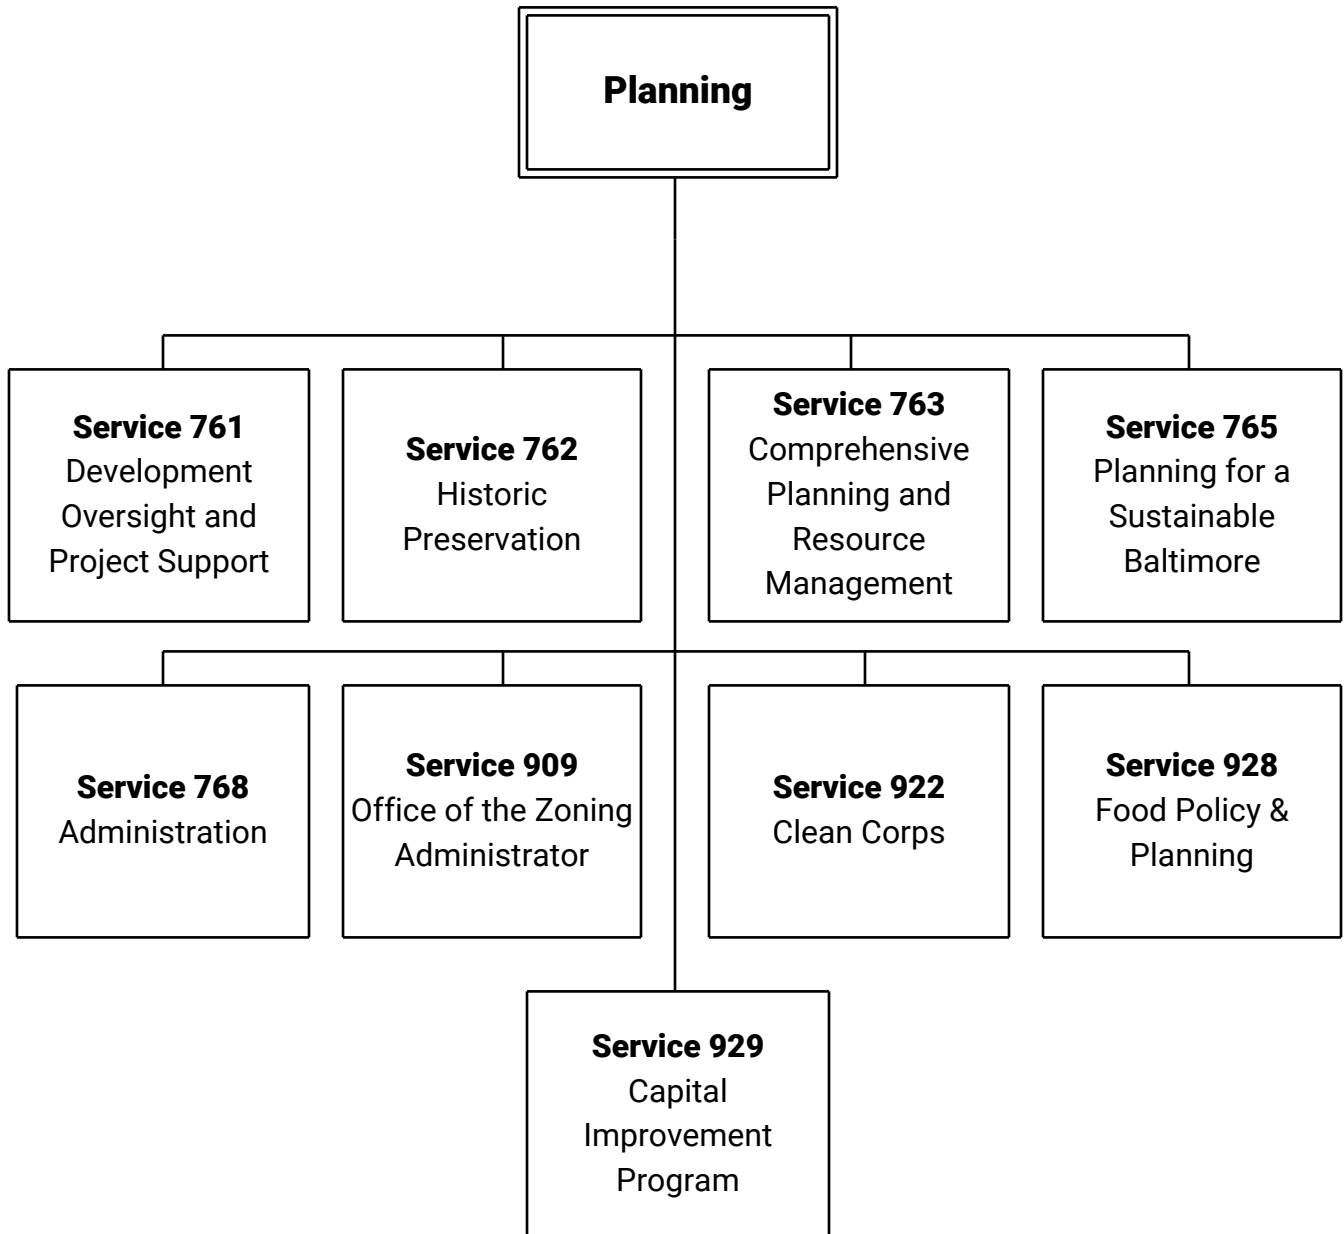 Planning
Service 761
Development
Oversight and
Project Support
Service 762
Historic
Preservation
Service 763
Comprehensive
Planning and
Resource
Management
Service 765
Planning for a
Sustainable
Baltimore
Service 768
Administration
Service 909
Office of the Zoning
Administrator
Service 922
Clean Corps
Service 928
Food Policy &
Planning
Service 929
Capital
Improvement
Program